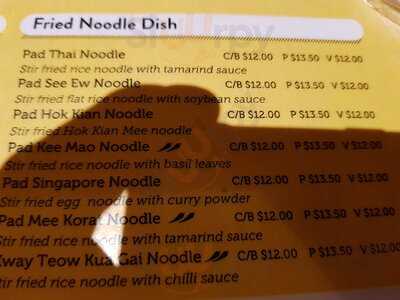 Fried Noodle Dish
Pad Thai Noodle C/B $12.00 P $13.50 V $12.00
Stir fried rice noodle with tamarind sauce
Pad See Ew Noodle C/B $12.00 P $13.50 V $12.00
Stir fried flat rice noodle with soybean sauce
Pad Hok Kian Noodle C/B $12.00 P $13.50 V $12.00
Stir fried Hok Kian Mee noodle
Pad Kee Mao Noodle C/B $12.00 P $13.50 V $12.00
Stir fried rice noodle with basil leaves
Pad Singapore Noodle C/B $12.00 P $13.50 V $12.00
Stir fried egg noodle with curry powder
Pad Mee Korat Noodle C/B $12.00 P $13.50 V $12.00
Stir fried rice noodle with tamarind sauce
Kway Teow Kua Gai Noodle C/B $12.00 P $13.50 V $12.00
Stir fried rice noodle with chilli sauce